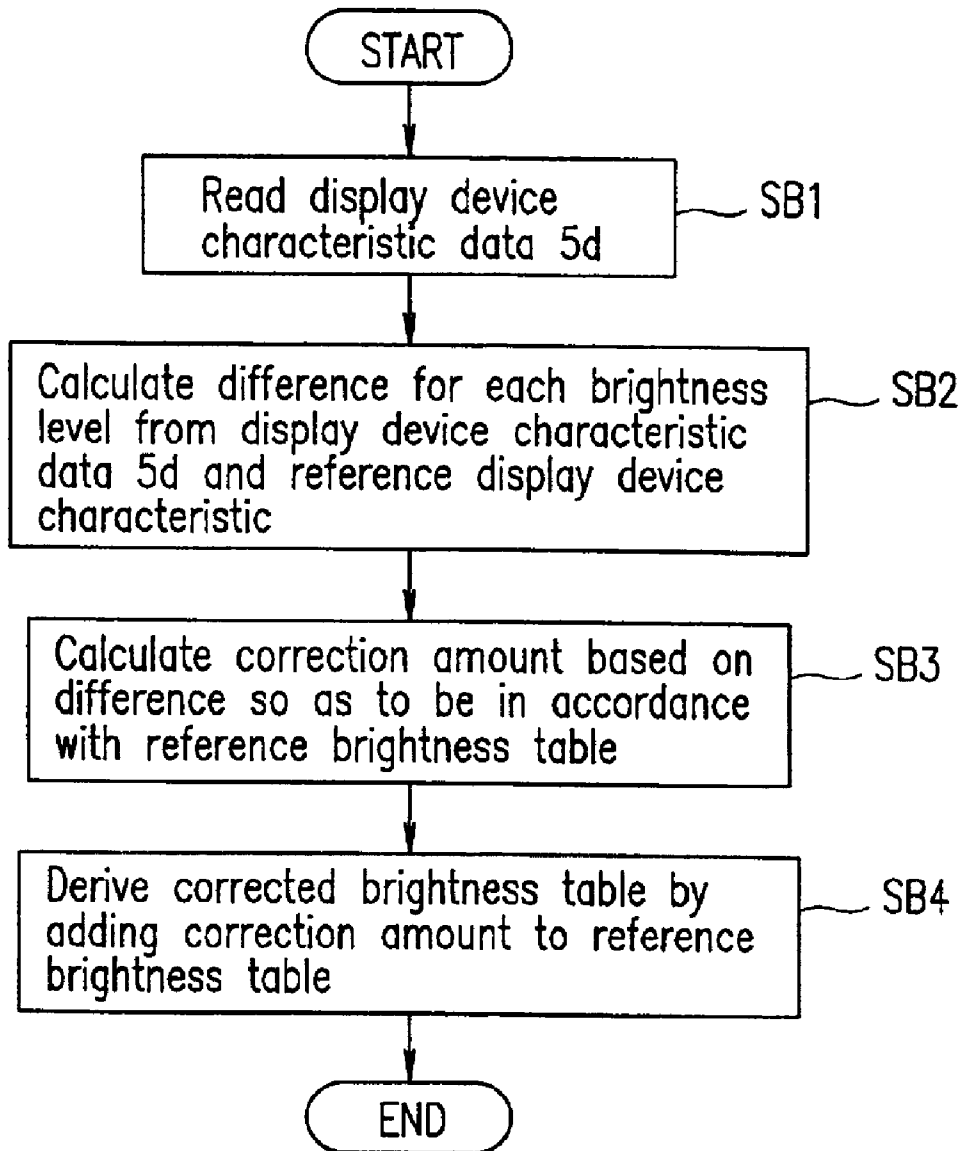 START
Read display device
characteristic data 5d
SB1
Calculate difference for each brightness
level from display device characteristic
data 5d and reference display device
characteristic
SB2
Calculate correction amount based on
difference so as to be in accordance
with reference brightness table
SB3
Derive corrected brightness table by
adding correction amount to reference
brightness table
SB4
END